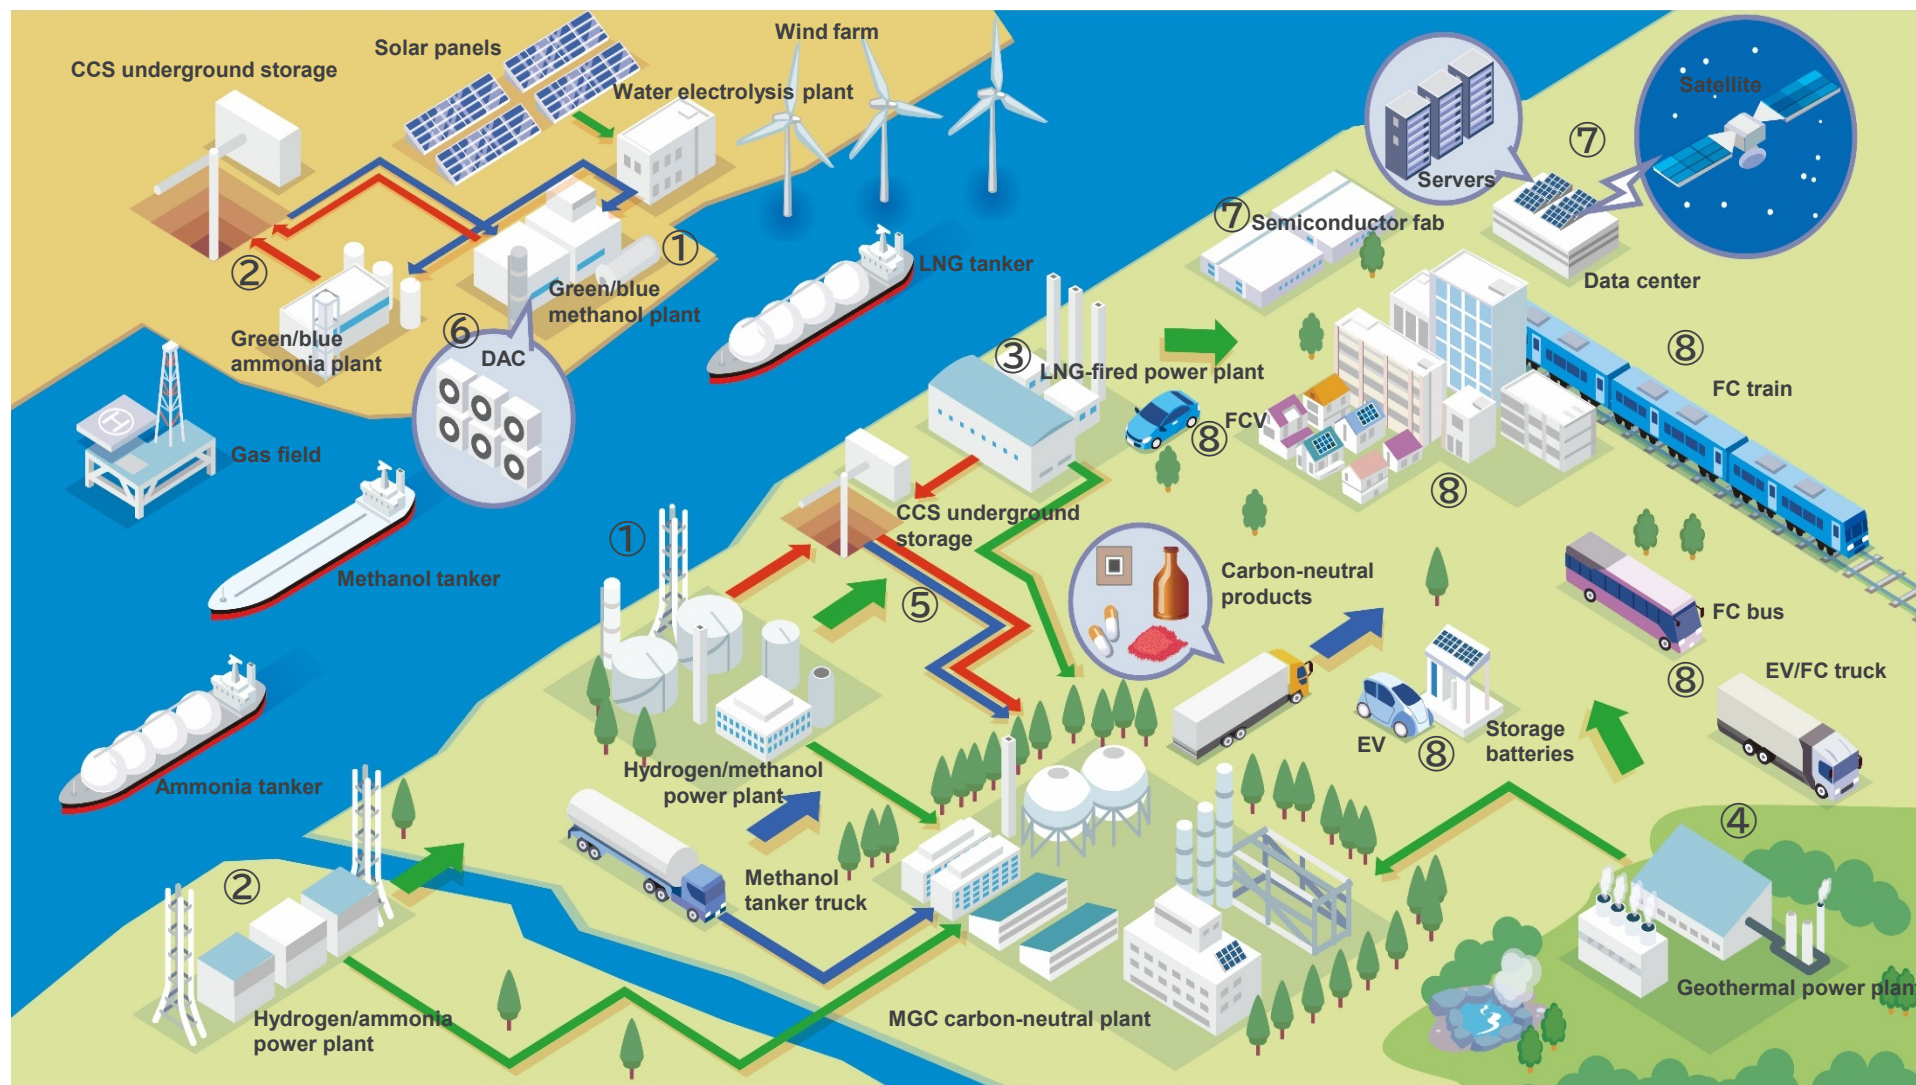 Wind farm
Solar panels
CCS underground storage
Water electrolysis plant
Satellite
⑦
Servers
⑦
Semiconductor fab
①
②
LNG tanker
Data center
Green/blue
methanol plant
⑥
Green/blue
ammonia plant
DAC
③
LNG-fired power plant
⑧
FC train
FCV
⑧
Gas field
⑧
CCS underground
storage
①
Methanol tanker
Carbon-neutral
products
⑤
FC bus
⑧
EV/FC truck
EV
⑧
Storage
batteries
Ammonia tanker
Hydrogen/methanol
power plant
④
②
Methanol
tanker truck
Geothermal power plant
Hydrogen/ammonia
power plant
MGC carbon-neutral plant
H